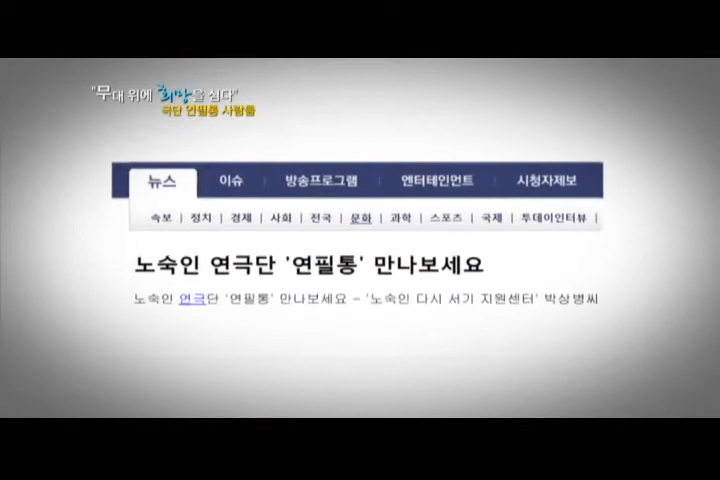 "무대 위에 희망을 심다"
극단 연필통 사람들
뉴스 이슈 | 방송프로그램 | 엔터테인먼트 | 시청자제보
속보 | 정치 | 경제 | 사회 | 전국 | 문화 | 과학 | 스포츠 | 국제 | 투데이인터뷰 |
노숙인 연극단 '연필통' 만나보세요
노숙인 연극단 '연필통' 만나보세요 - '노숙인 다시 서기 지원센터' 박상병씨